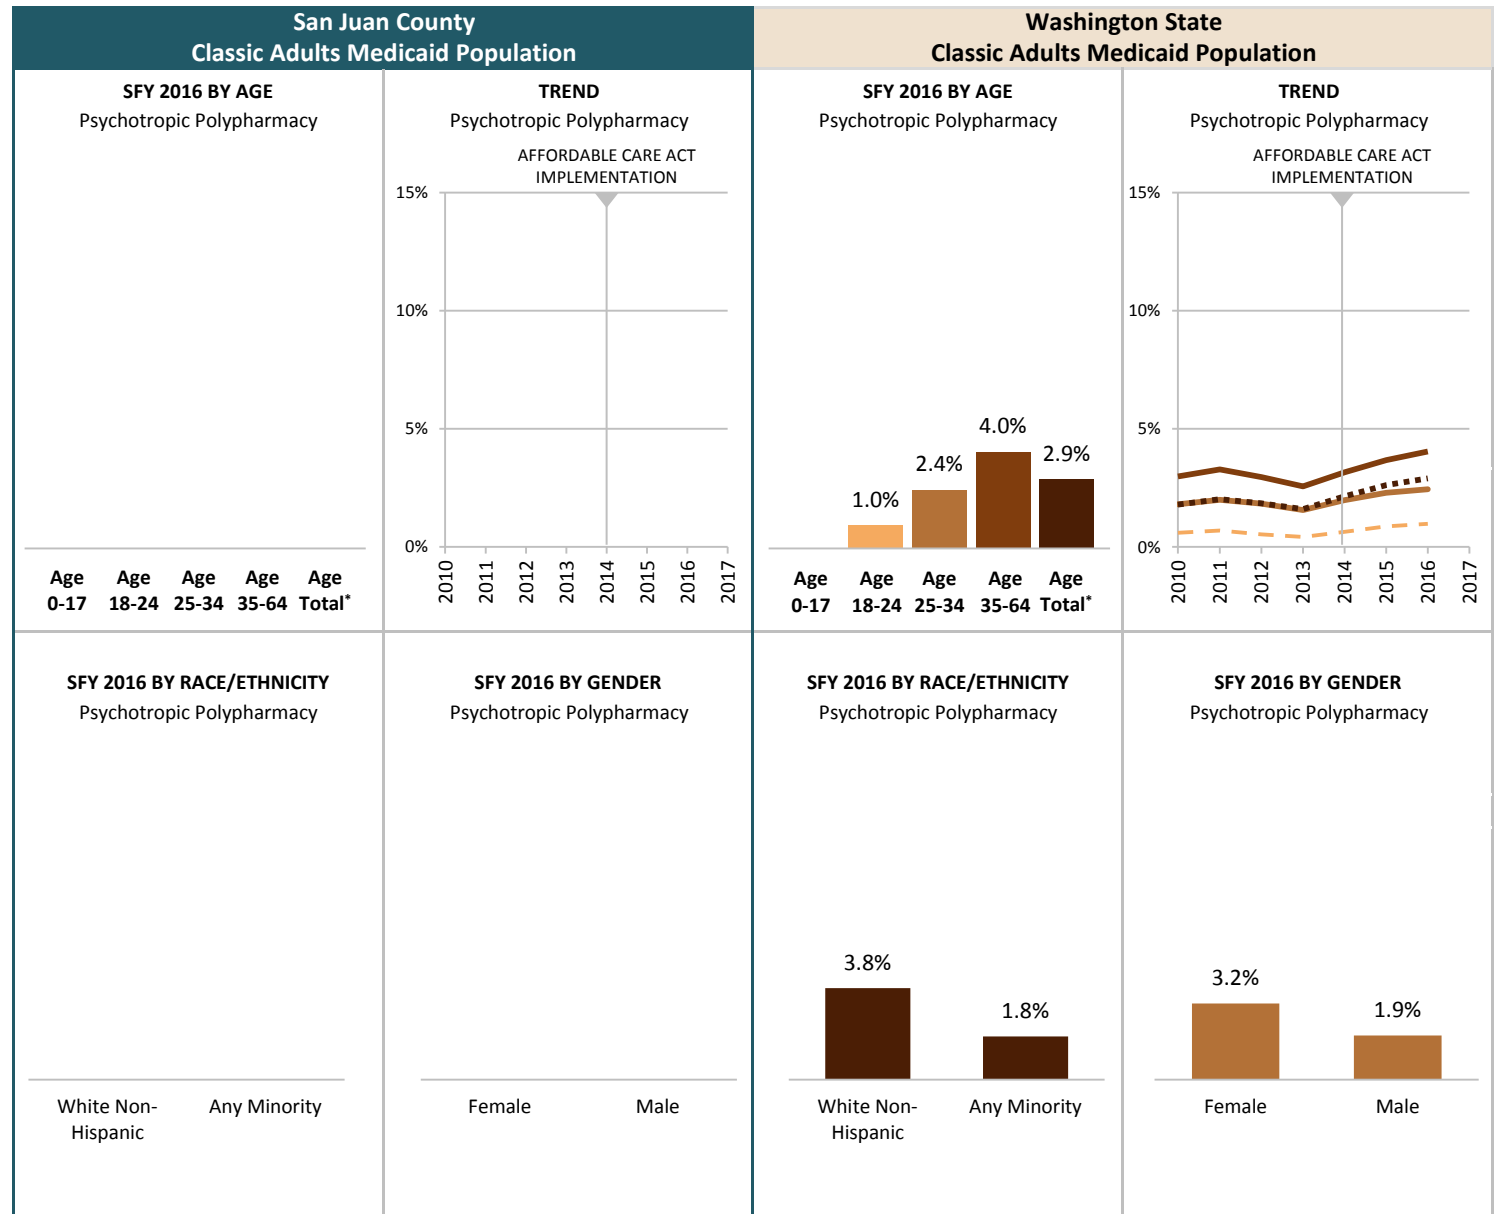 San Juan County
Classic Adults Medicaid Population
Washington State
Classic Adults Medicaid Population
SFY 2016 BY AGE
Psychotropic Polypharmacy
Age 0-17
Age 18-24
Age 25-34
Age 35-64
Age Total*
TREND
Psychotropic Polypharmacy
AFFORDABLE CARE ACT
IMPLEMENTATION
15%
10%
5%
0%
2010
2011
2012
2013
2014
2015
2016
2017
SFY 2016 BY AGE
Psychotropic Polypharmacy
1.0%
2.4%
4.0%
2.9%
Age 0-17
Age 18-24
Age 25-34
Age 35-64
Age Total*
TREND
Psychotropic Polypharmacy
AFFORDABLE CARE ACT
IMPLEMENTATION
15%
10%
5%
0%
2010
2011
2012
2013
2014
2015
2016
2017
SFY 2016 BY RACE/ETHNICITY
Psychotropic Polypharmacy
White Non-
Hispanic
Any Minority
SFY 2016 BY GENDER
Psychotropic Polypharmacy
Female
Male
SFY 2016 BY RACE/ETHNICITY
Psychotropic Polypharmacy
3.8%
1.8%
White Non-
Hispanic
Any Minority
SFY 2016 BY GENDER
Psychotropic Polypharmacy
3.2%
1.9%
Female
Male